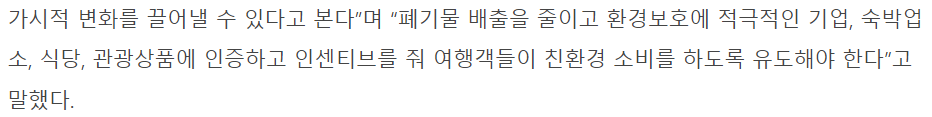 가시적 변화를 끌어낼 수 있다고 본다”며 “폐기물 배출을 줄이고 환경보호에 적극적인 기업, 숙박업
소, 식당, 관광상품에 인증하고 인센티브를 줘 여행객들이 친환경 소비를 하도록 유도해야 한다”고
말했다.